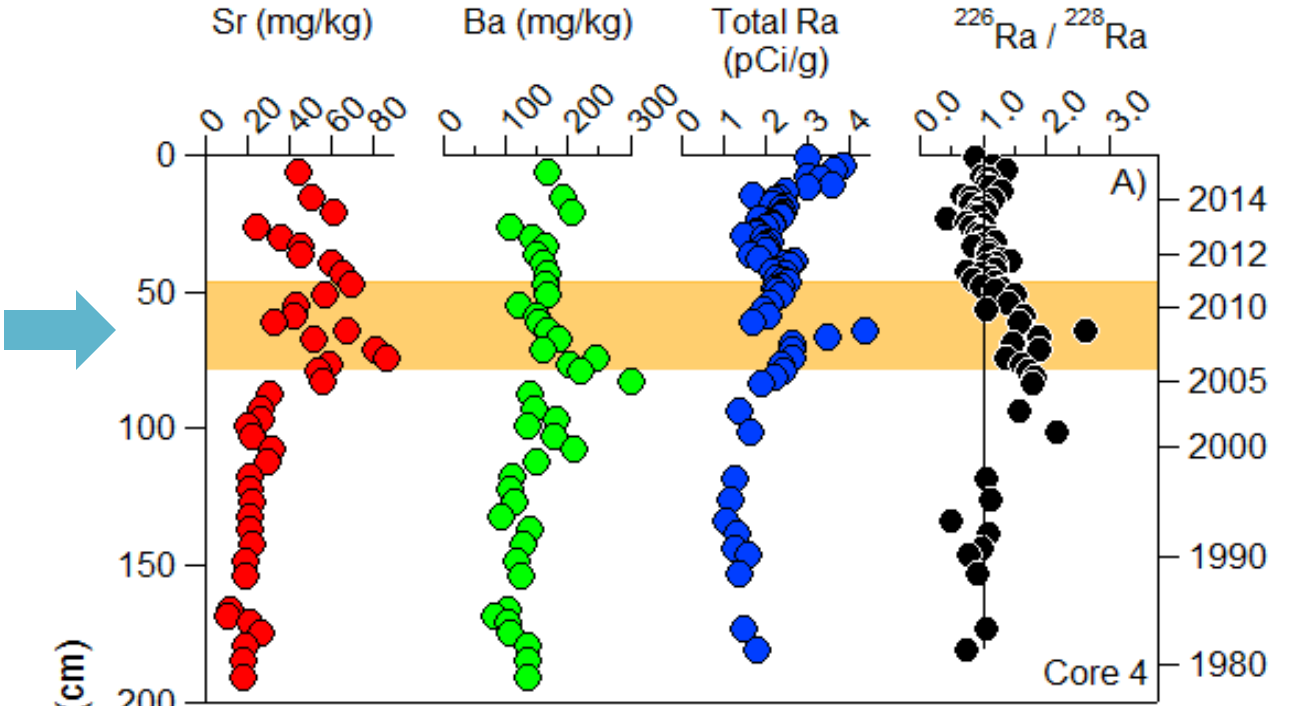 Sr (mg/kg) Ba (mg/kg) Total Ra (pCi/g) ²²⁶Ra / ²²⁸Ra
0 20 40 60 80 0 100 200 300 0 1 2 3 4 0.0 1.0 2.0 3.0
0 A)
2014
2012
50 2010
2005
100 2000
150 1990
Core 4 1980
200
(cm)